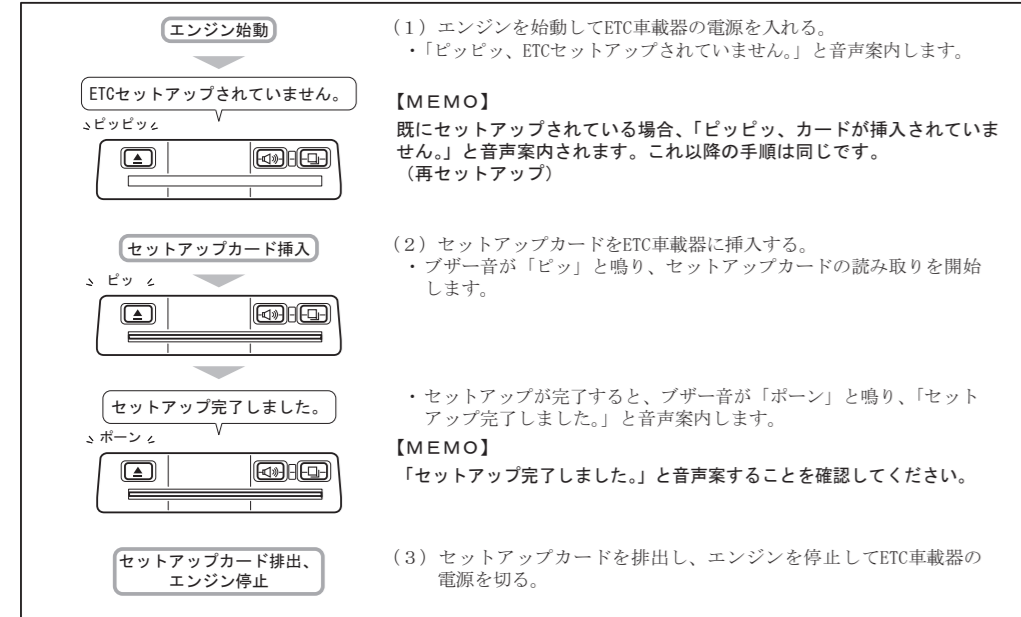 エンジン始動
(1)エンジンを始動してETC車載器の電源を入れる。
・「ピッピッ、ETCセットアップされていません。」と音声案内します。
ETCセットアップされていません。
ピッピッ
【MEMO】
既にセットアップされている場合、「ピッピッ、カードが挿入されていま
せん。」と音声案内されます。これ以降の手順は同じです。
(再セットアップ)
セットアップカード挿入
ピッ
(2)セットアップカードをETC車載器に挿入する。
・ブザー音が「ピッ」と鳴り、セットアップカードの読み取りを開始
します。
セットアップ完了しました。
ポーン
・セットアップが完了すると、ブザー音が「ポーン」と鳴り、「セット
アップ完了しました。」と音声案内します。
【MEMO】
「セットアップ完了しました。」と音声案することを確認してください。
セットアップカード排出、
エンジン停止
(3)セットアップカードを排出し、エンジンを停止してETC車載器の
電源を切る。